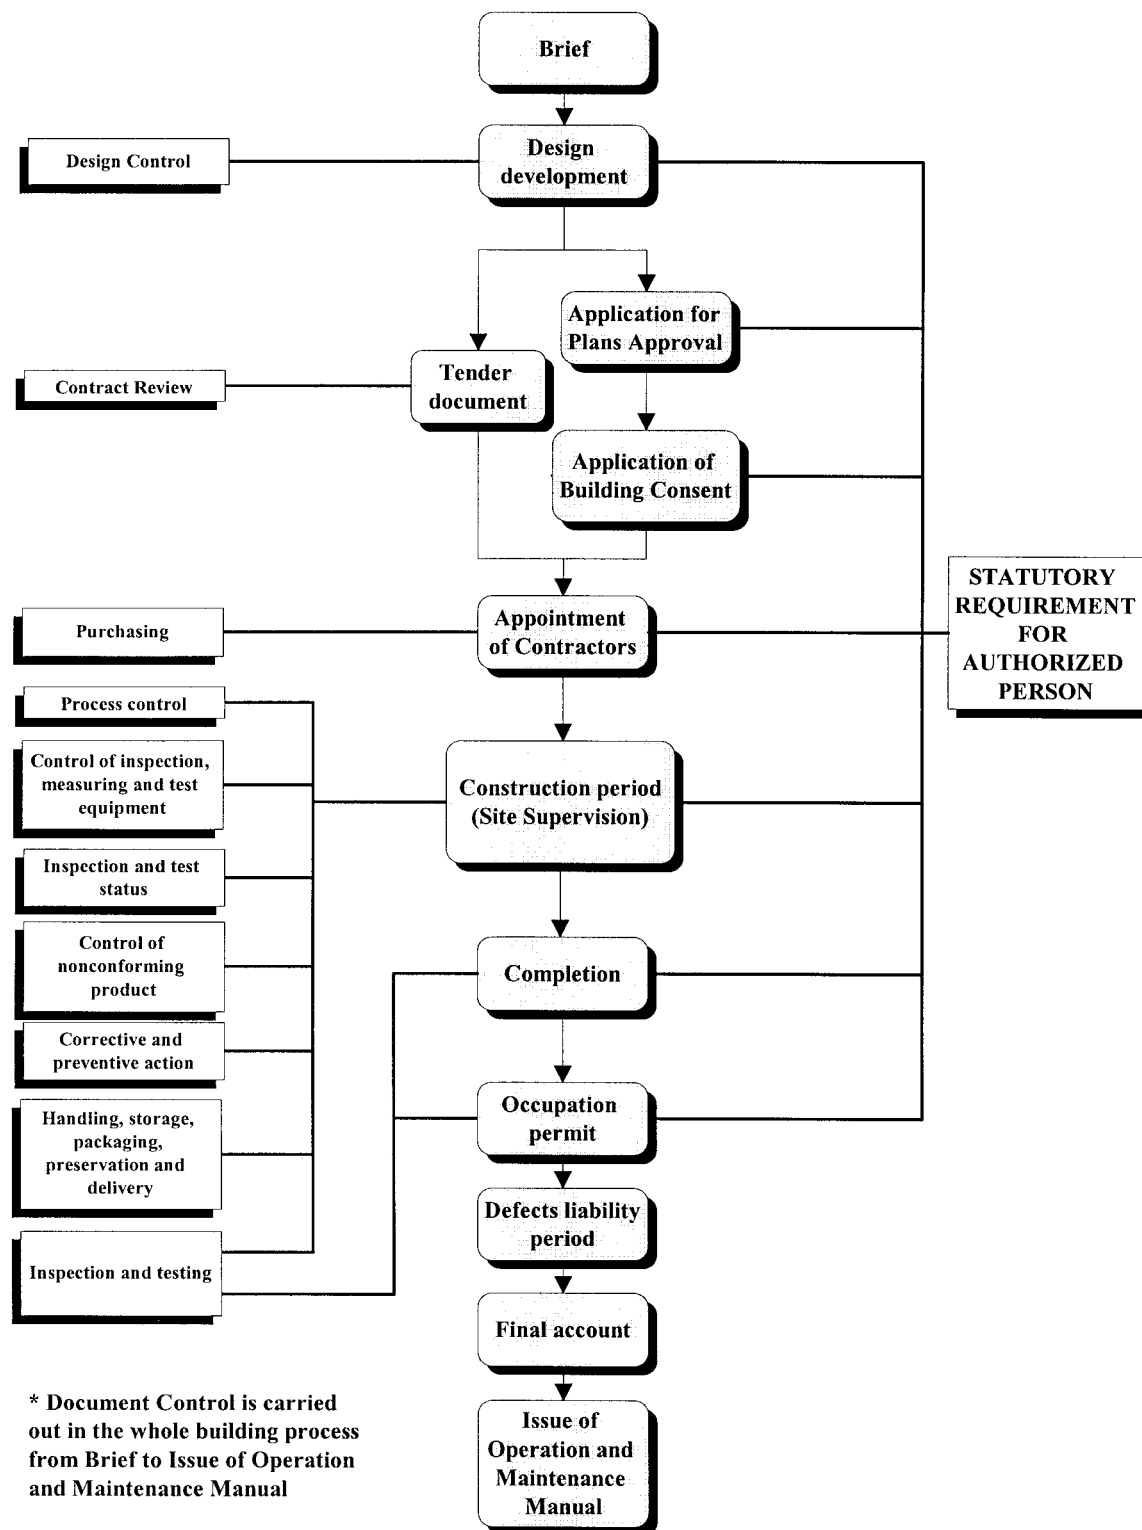 Brief
Design Control
Design
development
Application for
Plans Approval
Contract Review
Tender
document
Application of
Building Consent
STATUTORY
REQUIREMENT
FOR
AUTHORIZED
PERSON
Purchasing
Appointment
of Contractors
Process control
Control of inspection,
measuring and test
equipment
Construction period
(Site Supervision)
Inspection and test
status
Control of
nonconforming
product
Completion
Corrective and
preventive action
Handling, storage,
packaging,
preservation and
delivery
Occupation
permit
Defects liability
period
Inspection and testing
Final account
* Document Control is carried
out in the whole building process
from Brief to Issue of Operation
and Maintenance Manual
Issue of
Operation and
Maintenance
Manual